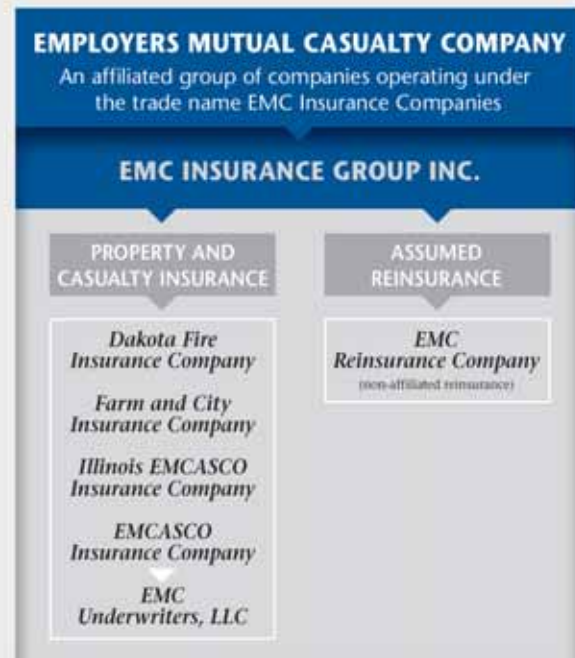 EMPLOYERS MUTUAL CASUALTY COMPANY
An affiliated group of companies operating under
the trade name EMC Insurance Companies
EMC INSURANCE GROUP INC.
PROPERTY AND
CASUALTY INSURANCE
Dakota Fire
Insurance Company
Farm and City
Insurance Company
Illinois EMCASCO
Insurance Company
EMCASCO
Insurance Company
EMC
Underwriters, LLC
ASSUMED
REINSURANCE
EMC
Reinsurance Company
(non-affiliated reinsurance)